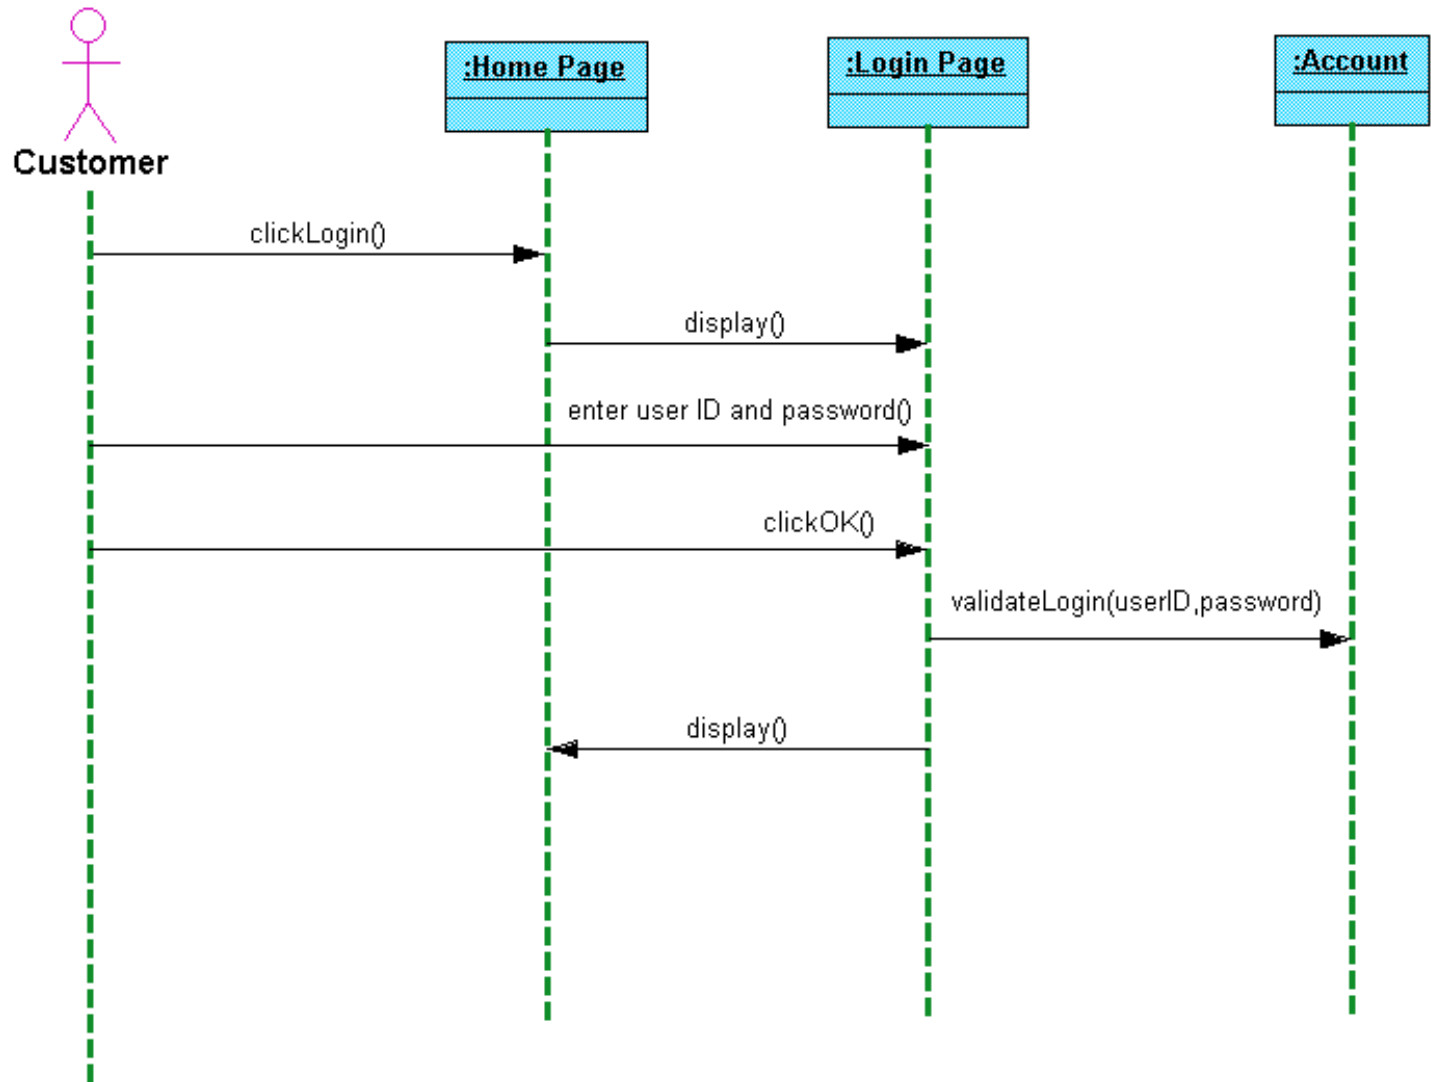 :Home Page
:Login Page
:Account
Customer
clickLogin()
display()
enter user ID and password()
clickOK()
validateLogin(userID,password)
display()